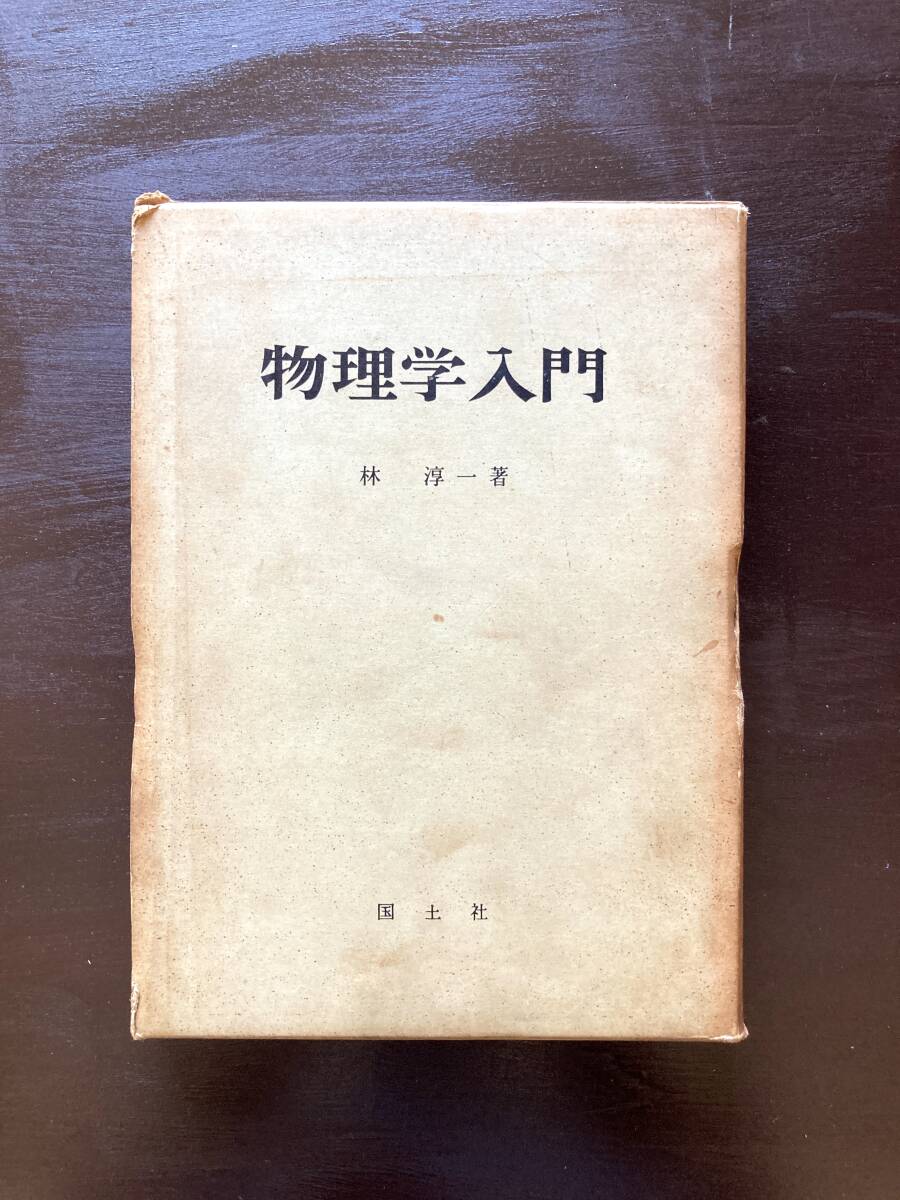 物理学入門
林 淳一著
国土社